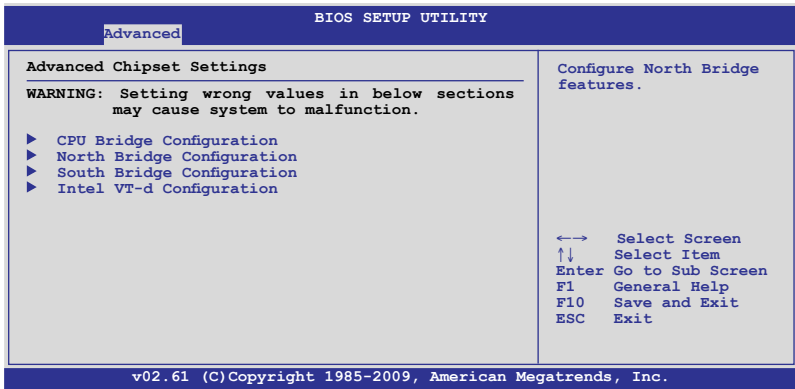 BIOS SETUP UTILITY
Advanced
Advanced Chipset Settings
WARNING: Setting wrong values in below sections
may cause system to malfunction.
▶ CPU Bridge Configuration
▶ North Bridge Configuration
▶ South Bridge Configuration
▶ Intel VT-d Configuration
Configure North Bridge
features.
←→ Select Screen
↑↓ Select Item
Enter Go to Sub Screen
F1 General Help
F10 Save and Exit
ESC Exit
v02.61 (C)Copyright 1985-2009, American Megatrends, Inc.